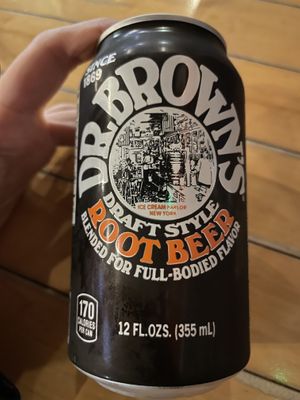 SINCE
1869
DR. BROWN'S
ICE CREAM PARLOR
NEW YORK
DRAFT STYLE
ROOT BEER
BLENDED FOR FULL-BODIED FLAVOR
170
CALORIES
PER CAN
12 FL.OZS. (355 mL)